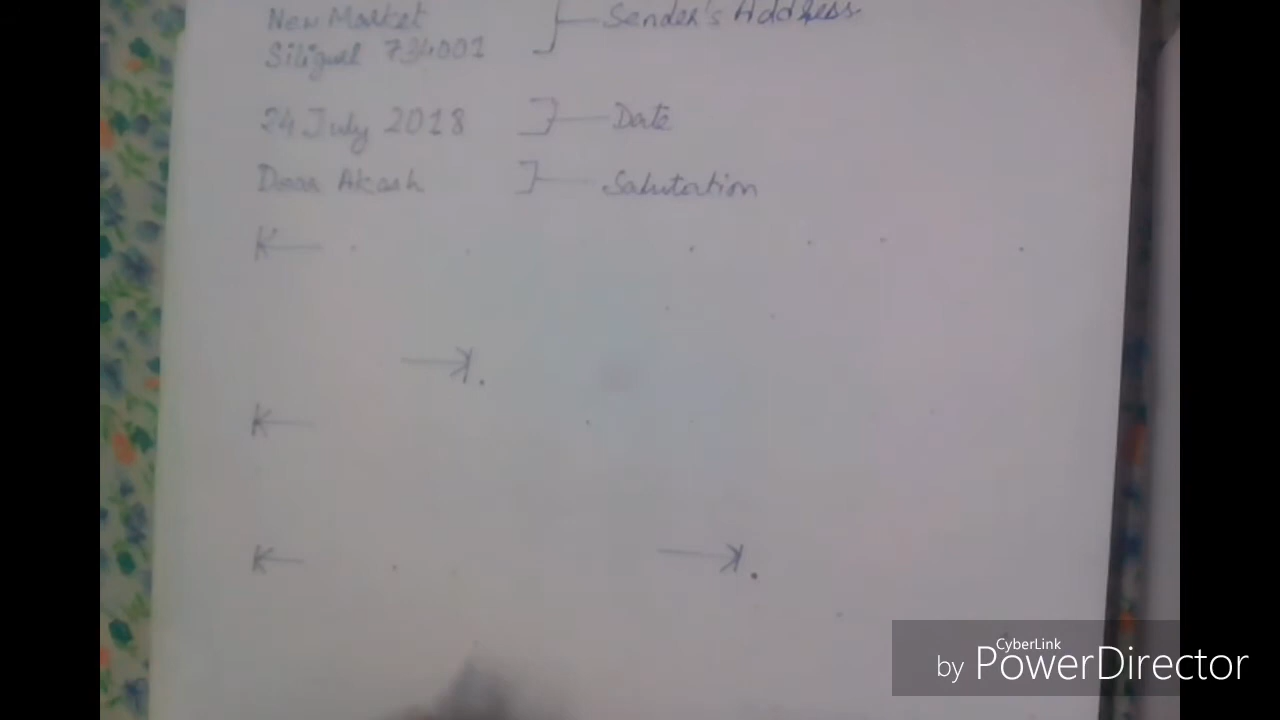 New Market
Siliguri 734001
Sender's Address
24 July 2018
Date
Dear Akash
Salutation
CyberLink
by PowerDirector